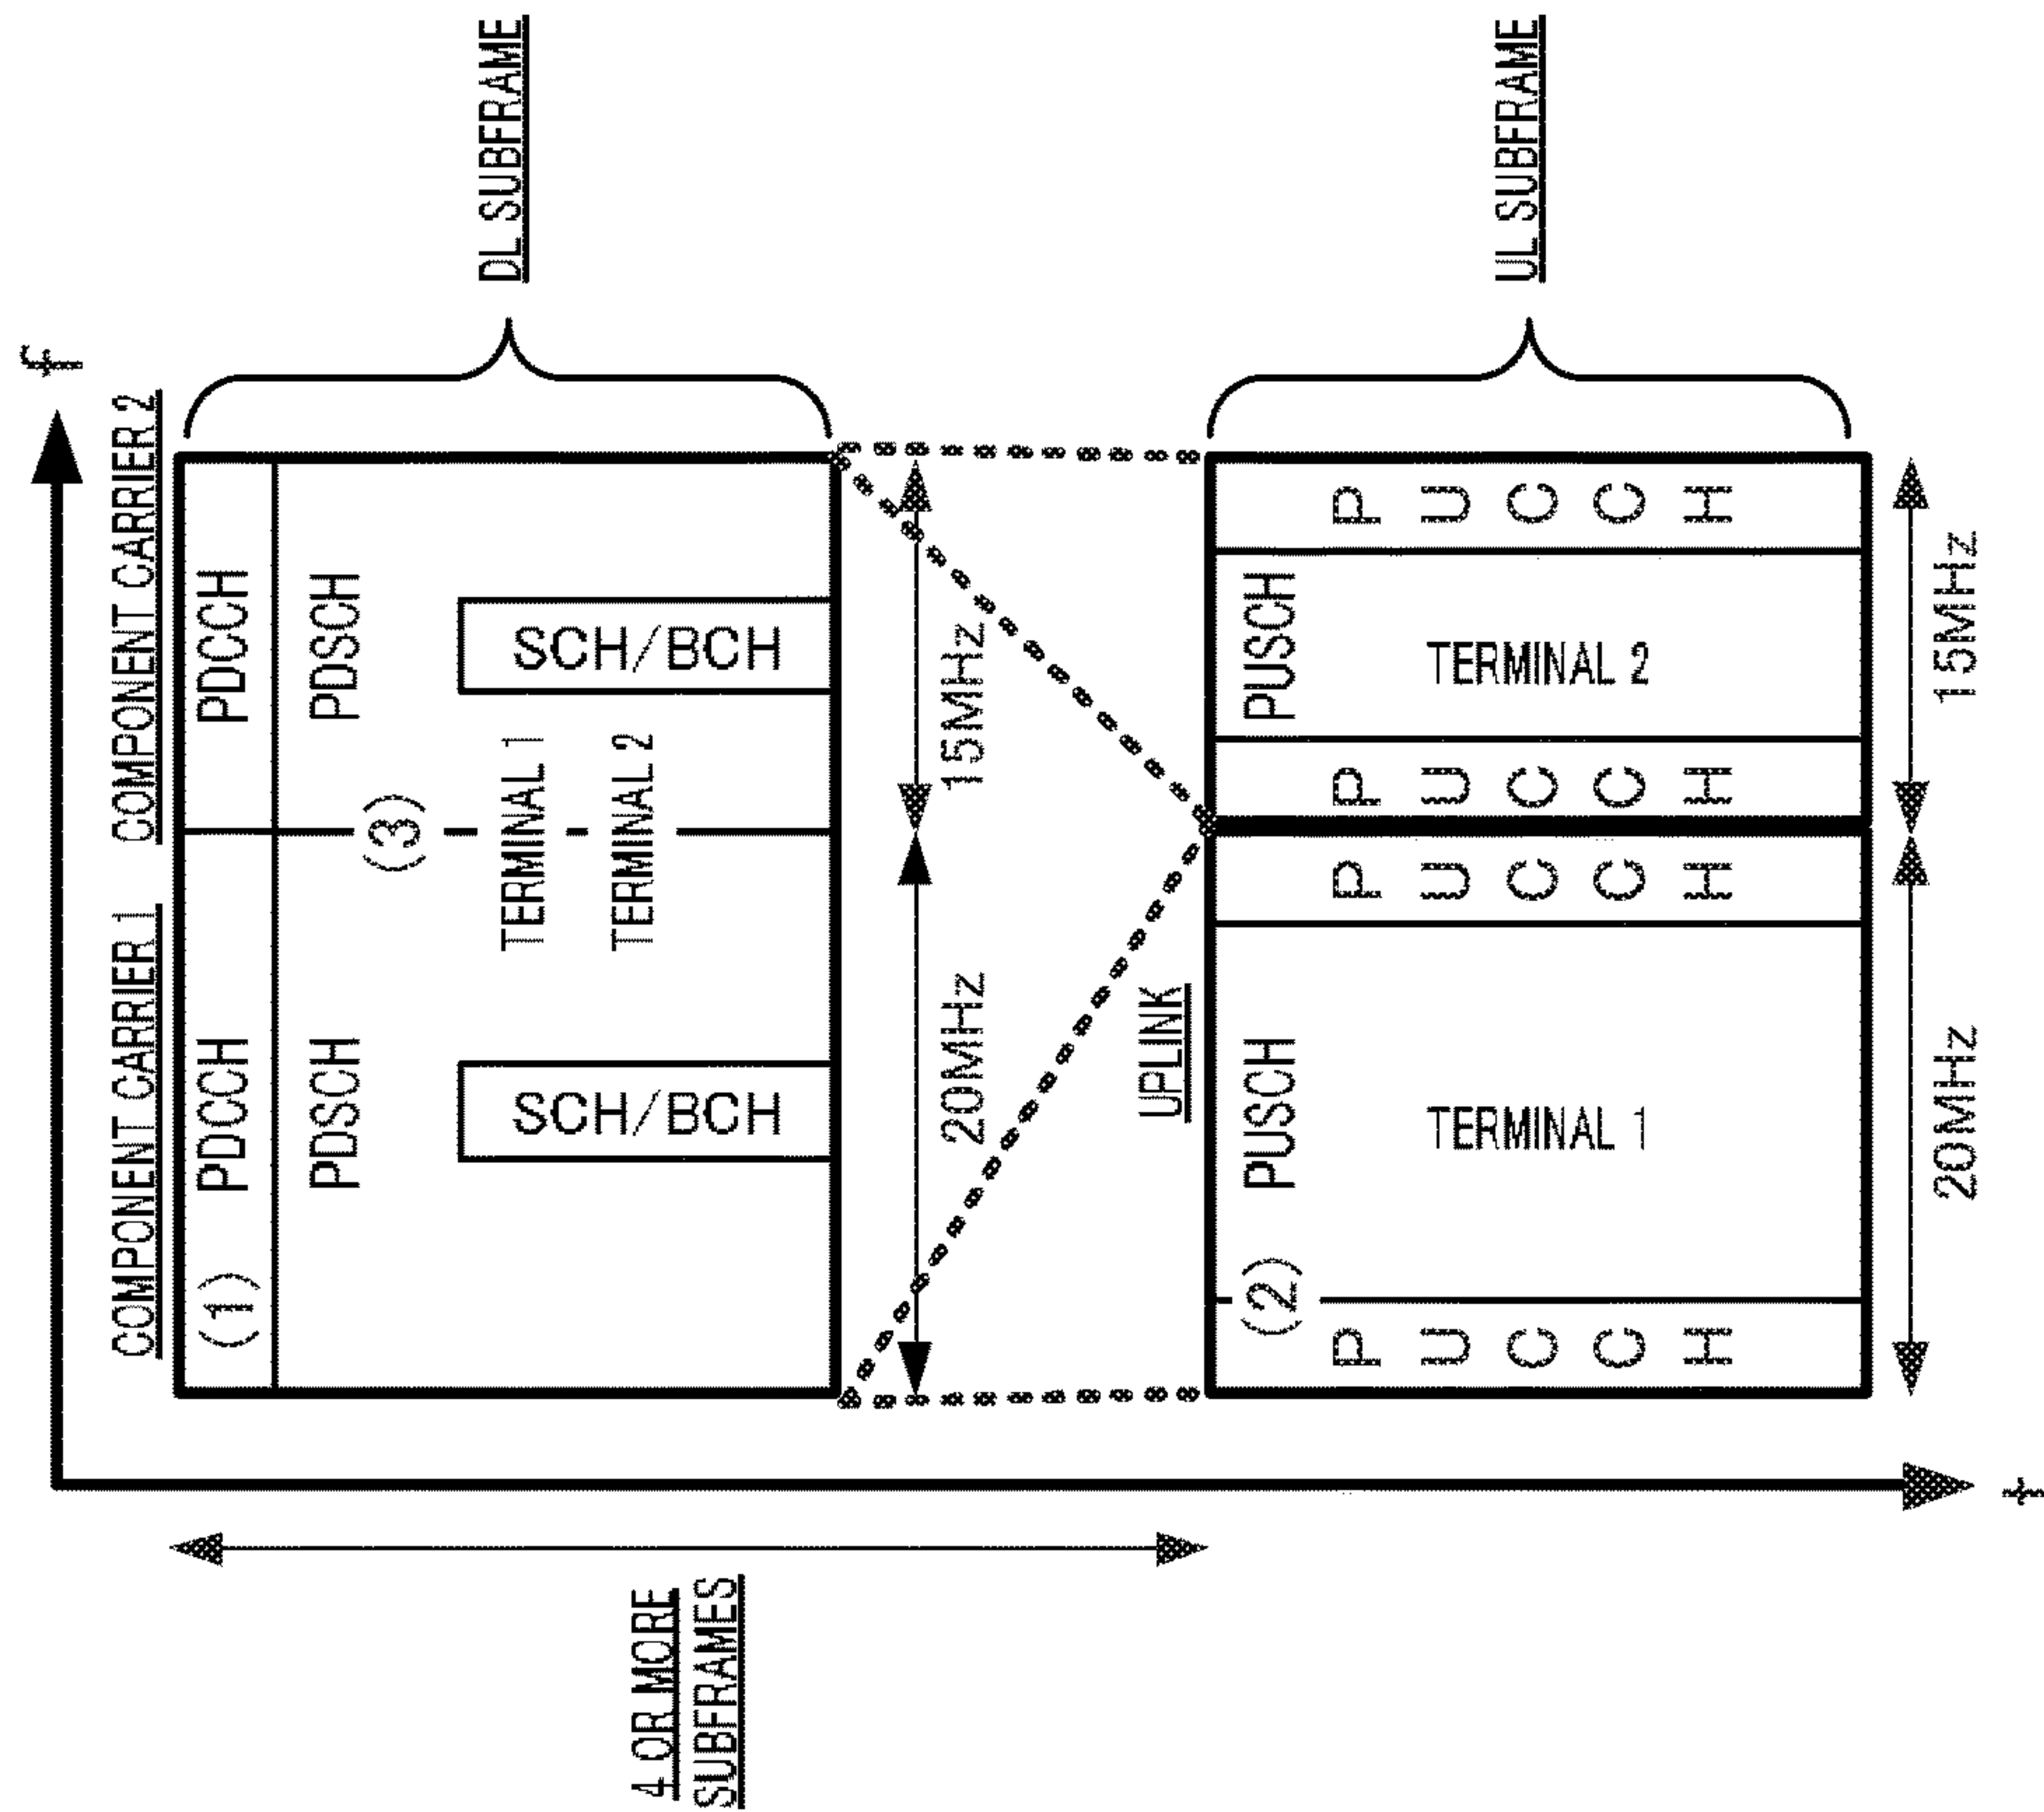 f
COMPONENT CARRIER 1
COMPONENT CARRIER 2
(1)
PDCCH
PDCCH
PDSCH
PDSCH
(3)
TERMINAL 1
TERMINAL 2
SCH/BCH
SCH/BCH
DL SUBFRAME
4 OR MORE
SUBFRAMES
20MHz
15MHz
UPLINK
(2)
PUSCH
PUSCH
PUCCH
TERMINAL 1
PUCCH
PUCCH
TERMINAL 2
PUCCH
UL SUBFRAME
20MHz
15MHz
t